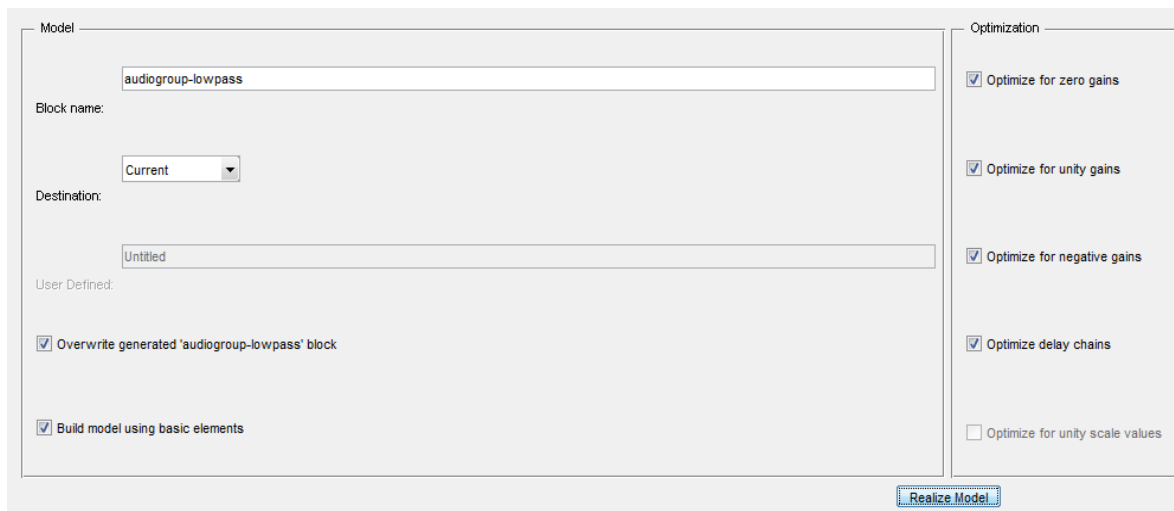 Model
Block name:
audiogroup-lowpass
Destination:
Current
User Defined:
Untitled
Overwrite generated 'audiogroup-lowpass' block
Build model using basic elements
Optimization
Optimize for zero gains
Optimize for unity gains
Optimize for negative gains
Optimize delay chains
Optimize for unity scale values
Realize Model